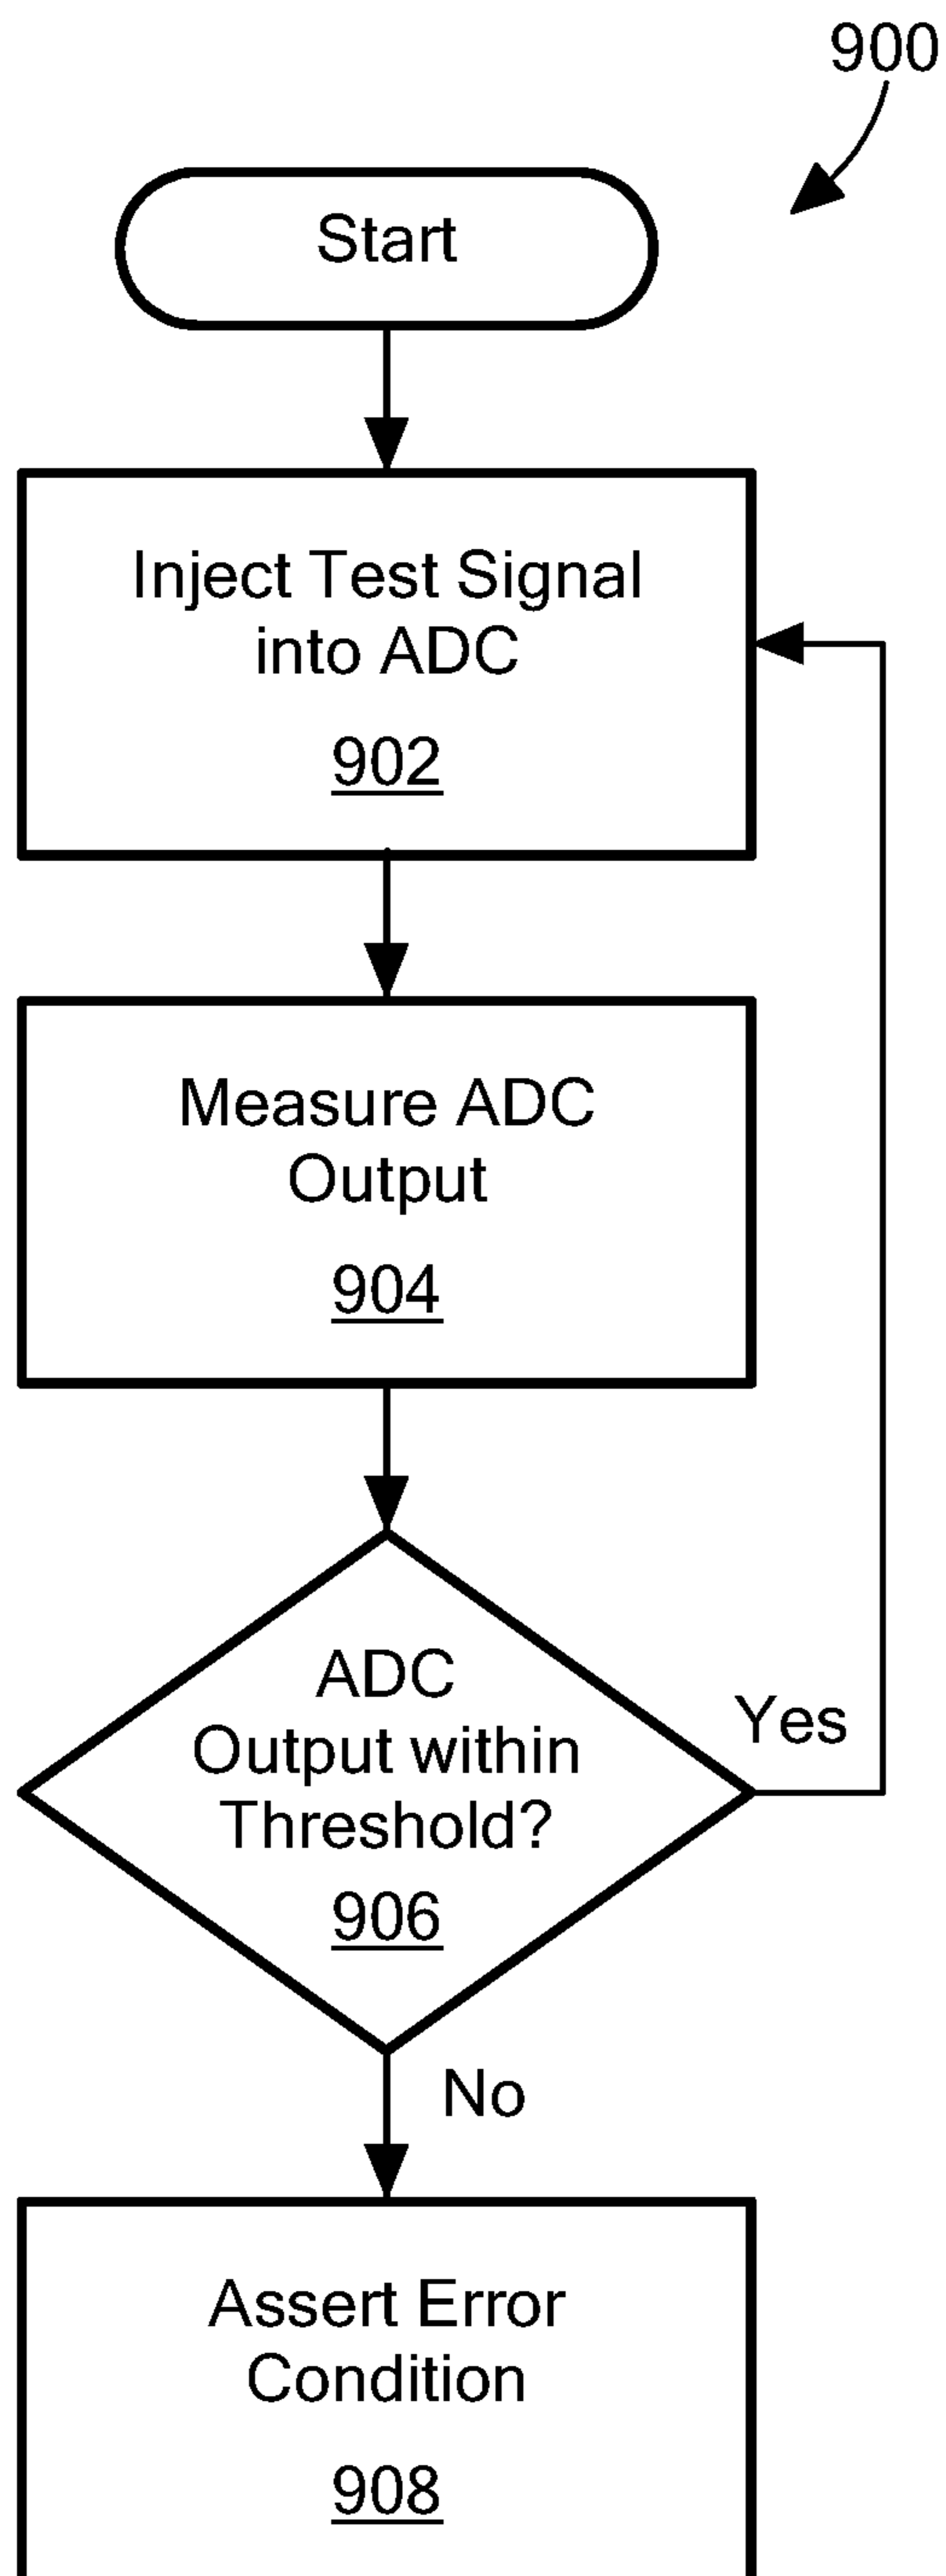 900
Start
Inject Test Signal
into ADC
902
Measure ADC
Output
904
ADC
Output within
Threshold?
906
Yes
No
Assert Error
Condition
908